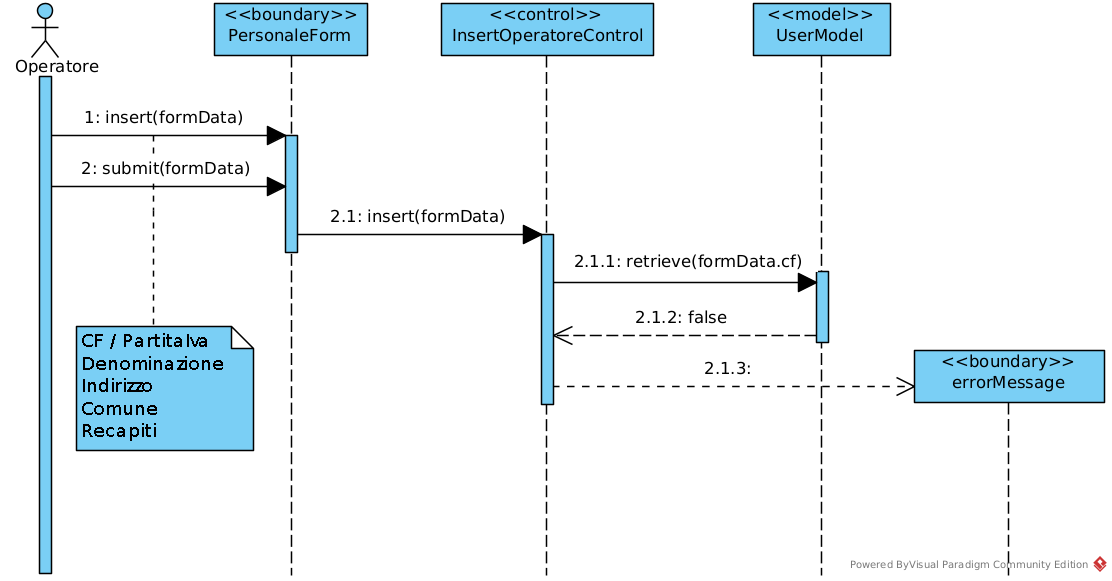 <<boundary>>
PersonaleForm
<<control>>
InsertOperatoreControl
<<model>>
UserModel
Operatore
1: insert(formData)
2: submit(formData)
2.1: insert(formData)
2.1.1: retrieve(formData.cf)
2.1.2: false
2.1.3:
<<boundary>>
errorMessage
CF / PartitaIva
Denominazione
Indirizzo
Comune
Recapiti
Powered ByVisual Paradigm Community Edition